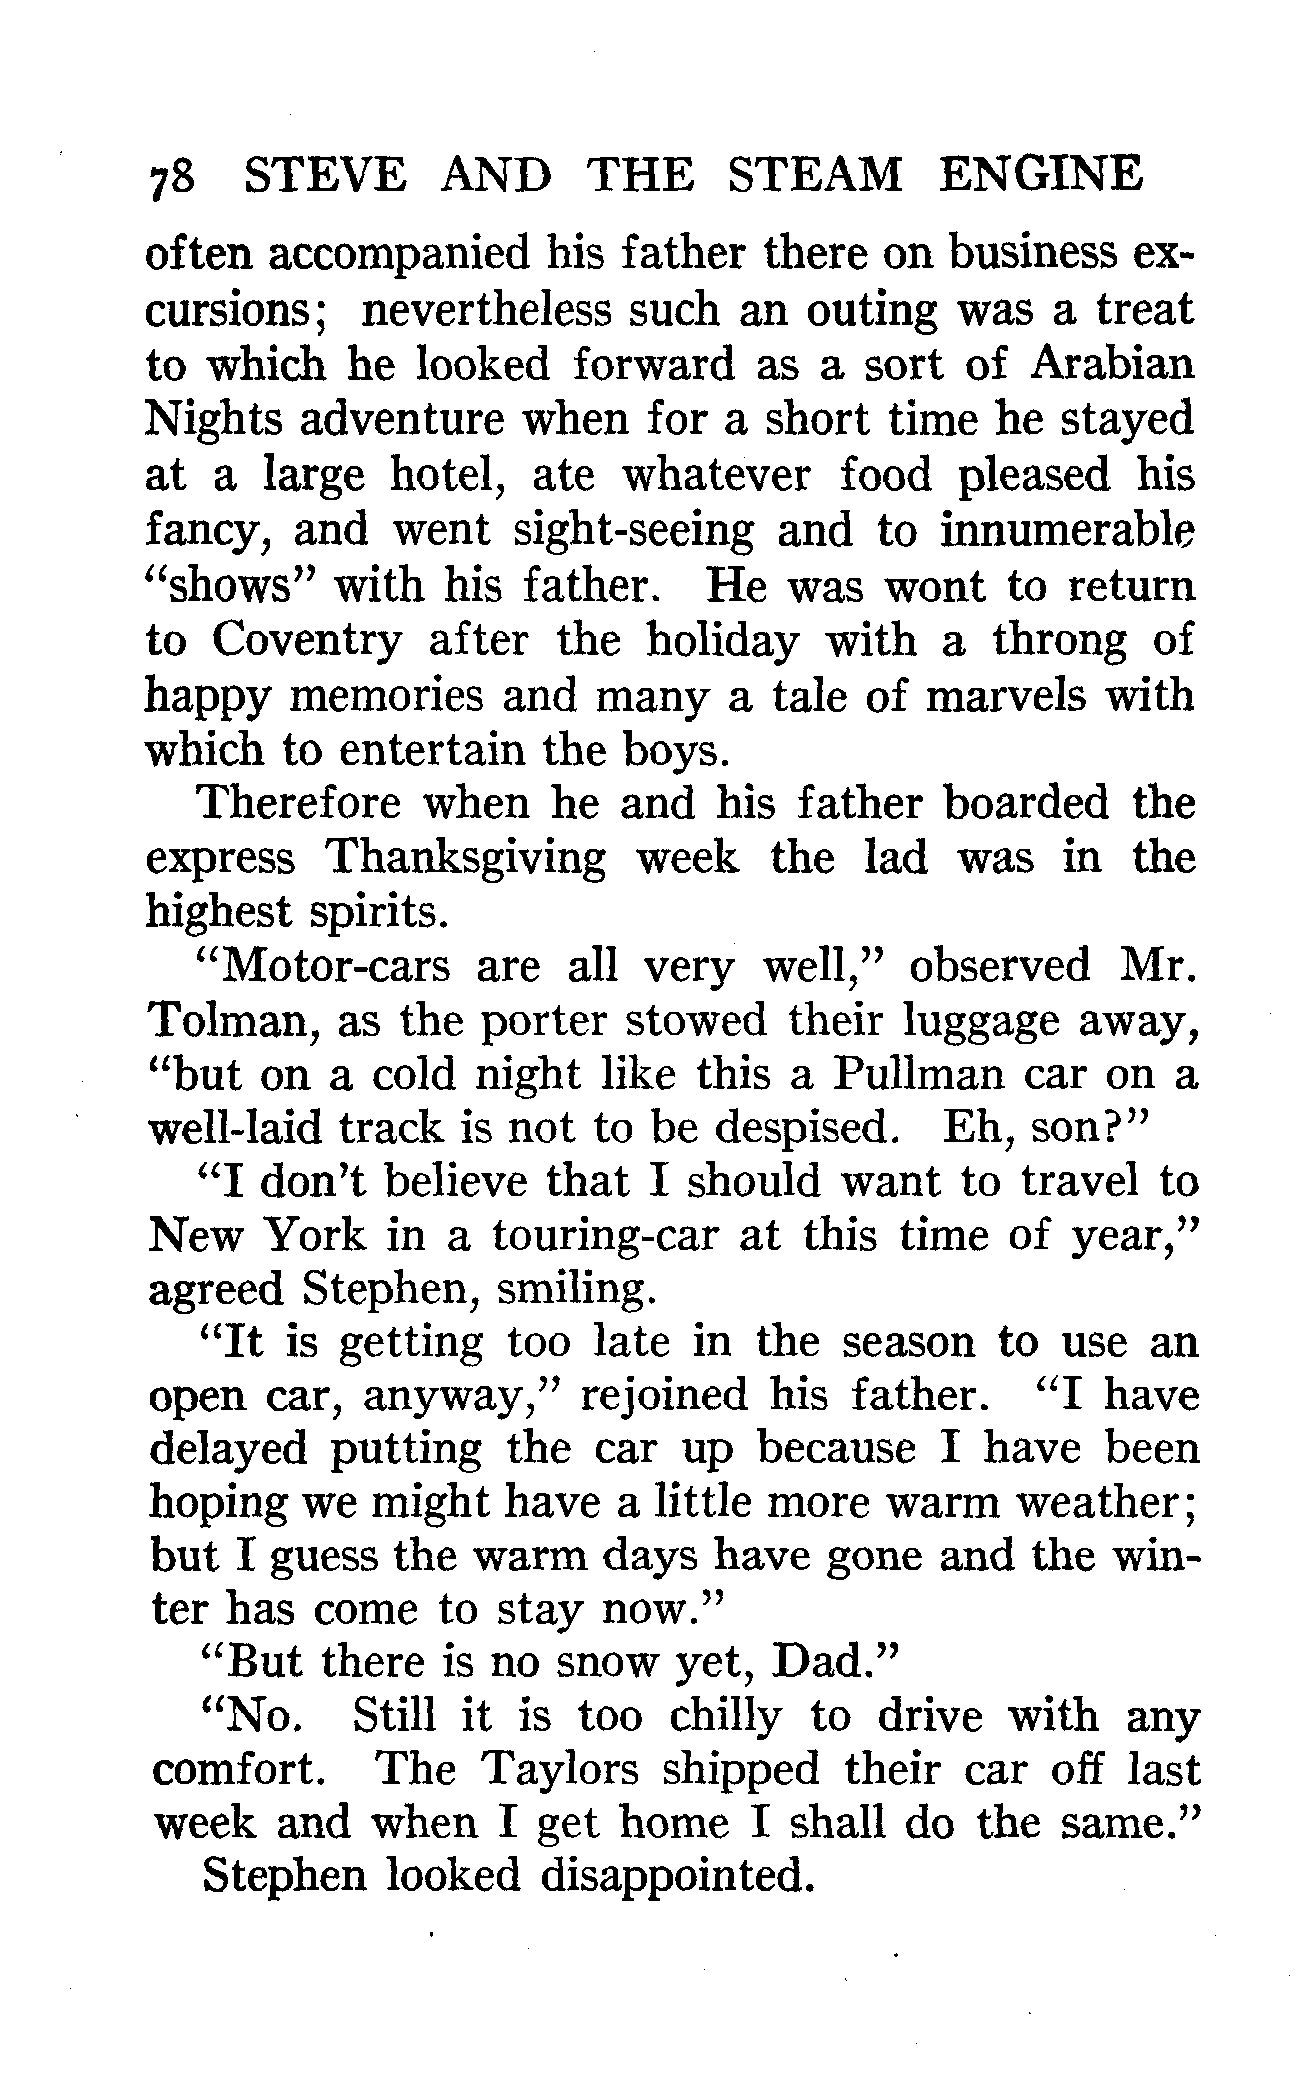 78 STEVE AND THE STEAM ENGINE
often accompanied his father there on business ex-
cursions; nevertheless such an outing was a treat
to which he looked forward as a sort of Arabian
Nights adventure when for a short time he stayed
at a large hotel, ate whatever food pleased his
fancy, and went sight-seeing and to innumerable
“shows” with his father. He was wont to return
to Coventry after the holiday with a throng of
happy memories and many a tale of marvels with
which to entertain the boys.
Therefore when he and his father boarded the
express Thanksgiving week the lad was in the
highest spirits.
“Motor-cars are all very well,” observed Mr.
Tolman, as the porter stowed their luggage away,
“but on a cold night like this a Pullman car on a
well-laid track is not to be despised. Eh, son?”
“I don’t believe that I should want to travel to
New York in a touring-car at this time of year,”
agreed Stephen, smiling.
“It is getting too late in the season to use an
open car, anyway,” rejoined his father. “I have
delayed putting the car up because I have been
hoping we might have a little more warm weather;
but I guess the warm days have gone and the win-
ter has come to stay now.”
“But there is no snow yet, Dad.”
“No. Still it is too chilly to drive with any
comfort. The Taylors shipped their car off last
week and when I get home I shall do the same.”
Stephen looked disappointed.